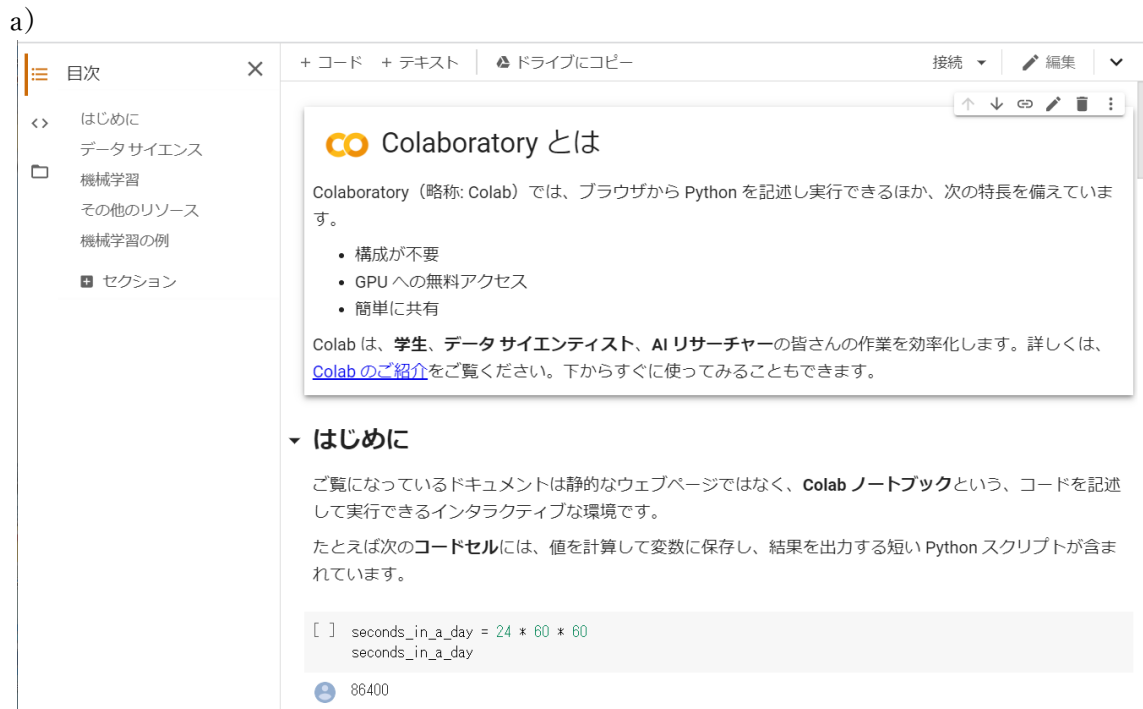 a)
目次
+ コード + テキスト ドライブにコピー 接続 編集
はじめに
データ サイエンス
機械学習
その他のリソース
機械学習の例
セクション
Colaboratory とは
Colaboratory（略称: Colab）では、ブラウザから Python を記述し実行できるほか、次の特長を備えていま
す。
• 構成が不要
• GPU への無料アクセス
• 簡単に共有
Colab は、学生、データ サイエンティスト、AI リサーチャーの皆さんの作業を効率化します。詳しくは、
Colab のご紹介をご覧ください。下からすぐに使ってみることもできます。
はじめに
ご覧になっているドキュメントは静的なウェブページではなく、Colab ノートブックという、コードを記述
して実行できるインタラクティブな環境です。
たとえば次のコードセルには、値を計算して変数に保存し、結果を出力する短い Python スクリプトが含ま
れています。
[ ] seconds_in_a_day = 24 * 60 * 60
seconds_in_a_day
86400